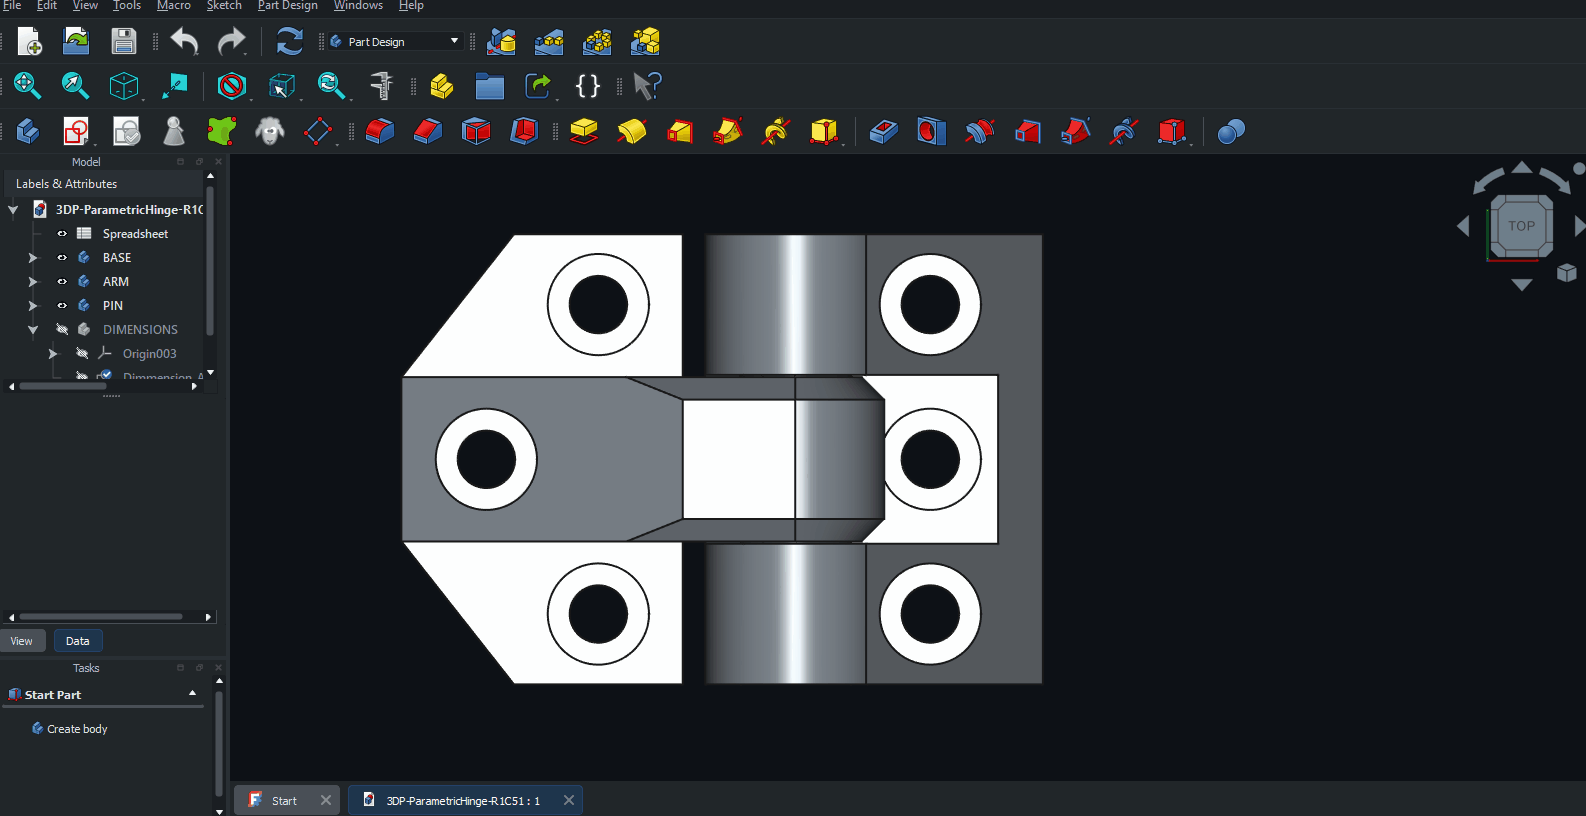 File Edit View Tools Macro Sketch Part Design Windows Help
Part Design
Model
Labels & Attributes
3DP-ParametricHinge-R1C
Spreadsheet
BASE
ARM
PIN
DIMENSIONS
Origin003
View Data
Tasks
Start Part
Create body
TOP
Start
3DP-ParametricHinge-R1C51 : 1